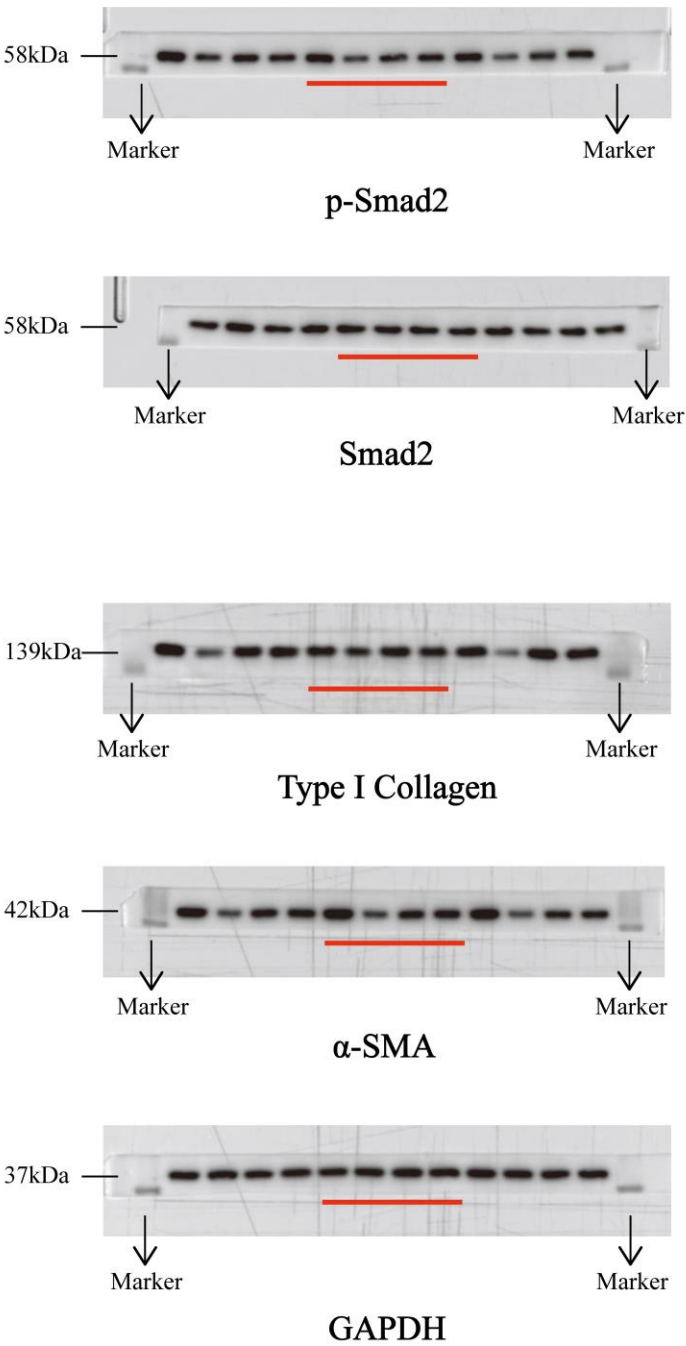 58kDa
Marker Marker
p-Smad2
58kDa
Marker Marker
Smad2
139kDa
Marker Marker
Type I Collagen
42kDa
Marker Marker
α-SMA
37kDa
Marker Marker
GAPDH